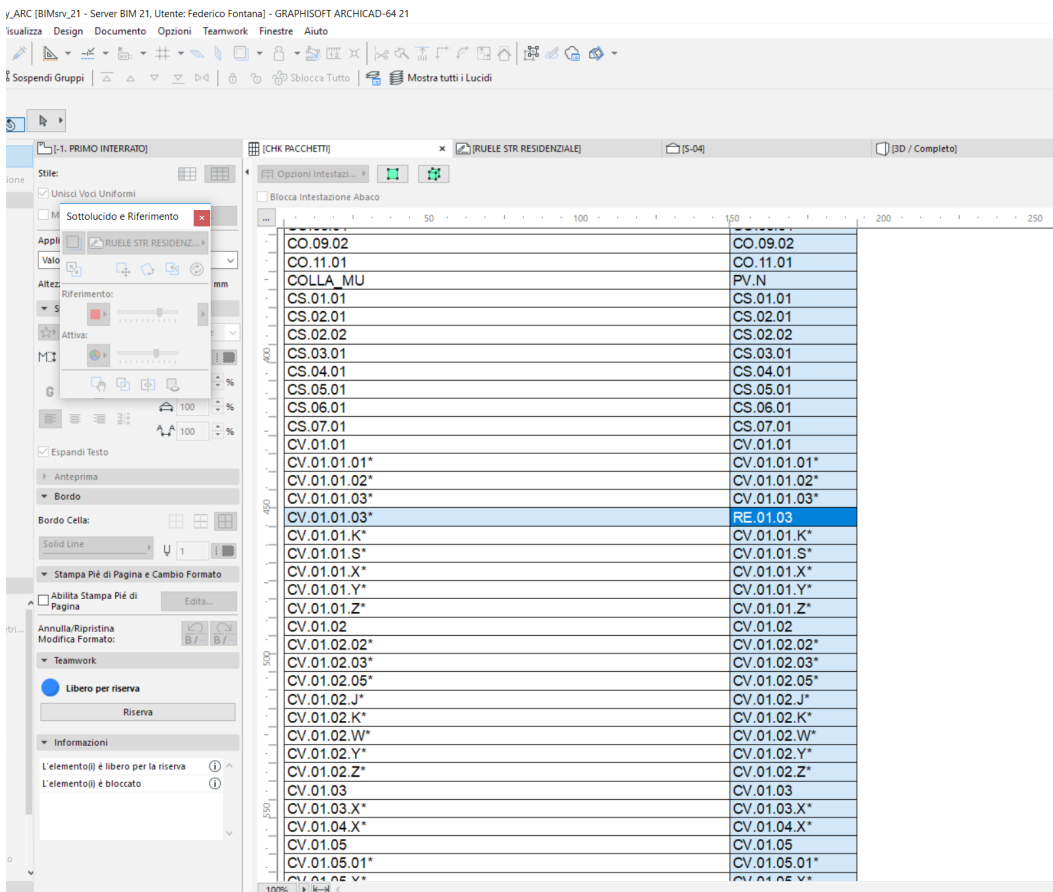 y_ARC [BIMsrv_21 - Server BIM 21, Utente: Federico Fontana] - GRAPHISOFT ARCHICAD-64 21
isualizza Design Documento Opzioni Teamwork Finestre Aiuto
Sospendi Gruppi Sblocca Tutto Mostra tutti i Lucidi
[-1. PRIMO INTERRATO] [CHK PACCHETTI] × [RUELE STR RESIDENZIALE] [S-04] [3D / Completo]
Stile: Opzioni Intestazi...
ione
Unisci Voci Uniformi
Blocca Intestazione Abaco
Sottolucido e Riferimento ×
... 50 100 150 200 250
Appli RUELE STR RESIDENZ...
Valo
Altez mm
Riferimento:
Attiva:
G %
100 %
100 %
Espandi Testo
Anteprima
Bordo
Bordo Cella:
Solid Line 1
Stampa Piè di Pagina e Cambio Formato
Abilita Stampa Piè di Pagina Edita...
Annulla/Ripristina
Modifica Formato: B/ B/
Teamwork
Libero per riserva
Riserva
Informazioni
L'elemento(i) è libero per la riserva
L'elemento(i) è bloccato
CO.09.02 CO.09.02
CO.11.01 CO.11.01
COLLA_MU PV.N
CS.01.01 CS.01.01
CS.02.01 CS.02.01
CS.02.02 CS.02.02
400
CS.03.01 CS.03.01
CS.04.01 CS.04.01
CS.05.01 CS.05.01
CS.06.01 CS.06.01
CS.07.01 CS.07.01
CV.01.01 CV.01.01
CV.01.01.01* CV.01.01.01*
CV.01.01.02* CV.01.01.02*
CV.01.01.03* CV.01.01.03*
450
CV.01.01.03* RE.01.03
CV.01.01.K* CV.01.01.K*
CV.01.01.S* CV.01.01.S*
CV.01.01.X* CV.01.01.X*
CV.01.01.Y* CV.01.01.Y*
CV.01.01.Z* CV.01.01.Z*
CV.01.02 CV.01.02
CV.01.02.02* CV.01.02.02*
500
CV.01.02.03* CV.01.02.03*
CV.01.02.05* CV.01.02.05*
CV.01.02.J* CV.01.02.J*
CV.01.02.K* CV.01.02.K*
CV.01.02.W* CV.01.02.W*
CV.01.02.Y* CV.01.02.Y*
CV.01.02.Z* CV.01.02.Z*
CV.01.03 CV.01.03
550
CV.01.03.X* CV.01.03.X*
CV.01.04.X* CV.01.04.X*
CV.01.05 CV.01.05
CV.01.05.01* CV.01.05.01*
CV.01.05.X* CV.01.05.X*
100%